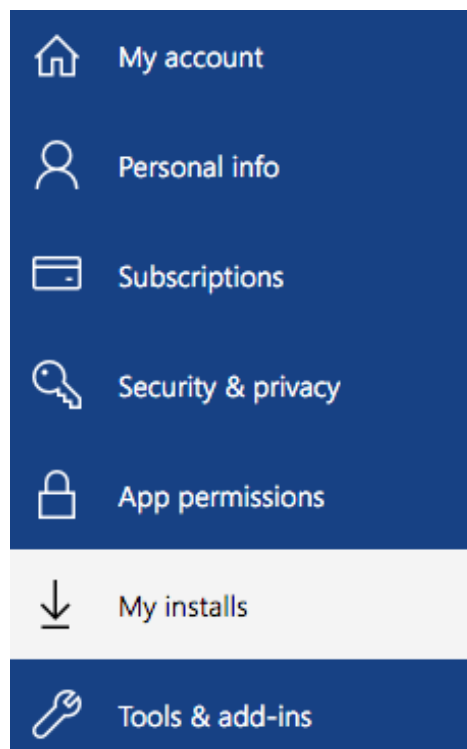 My account
Personal info
Subscriptions
Security & privacy
App permissions
My installs
Tools & add-ins